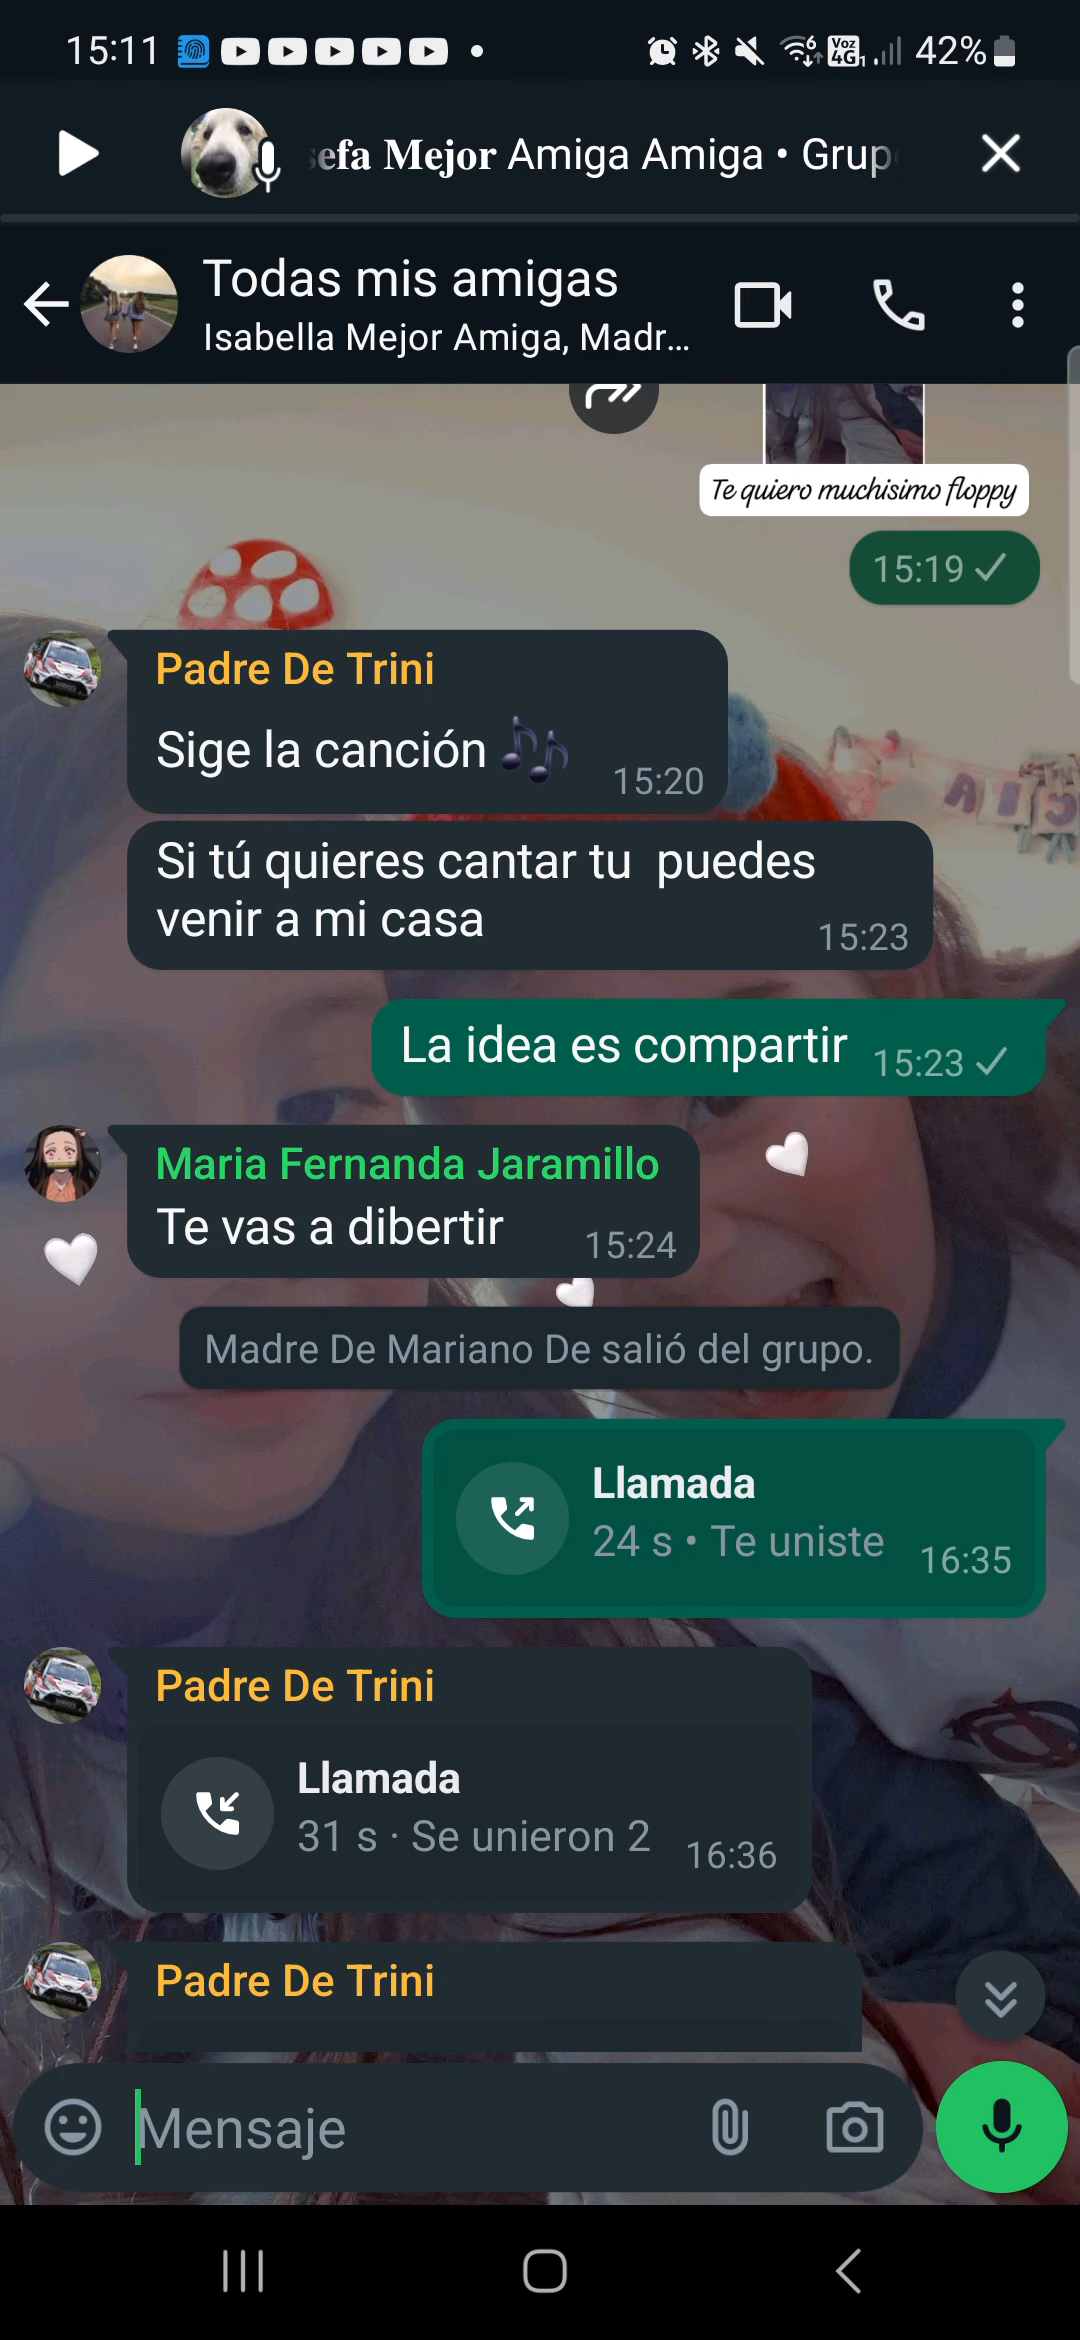 15:11
Voz
4G 1
42%
efa Mejor Amiga Amiga • Grup
Todas mis amigas
Isabella Mejor Amiga, Madr...
Te quiero muchisimo floppy
15:19
Padre De Trini
Sige la canción 🎶
15:20
Si tú quieres cantar tu  puedes
venir a mi casa
15:23
La idea es compartir
15:23
Maria Fernanda Jaramillo
Te vas a dibertir
15:24
Madre De Mariano De salió del grupo.
Llamada
24 s • Te uniste
16:35
Padre De Trini
Llamada
31 s · Se unieron 2
16:36
Padre De Trini
Mensaje